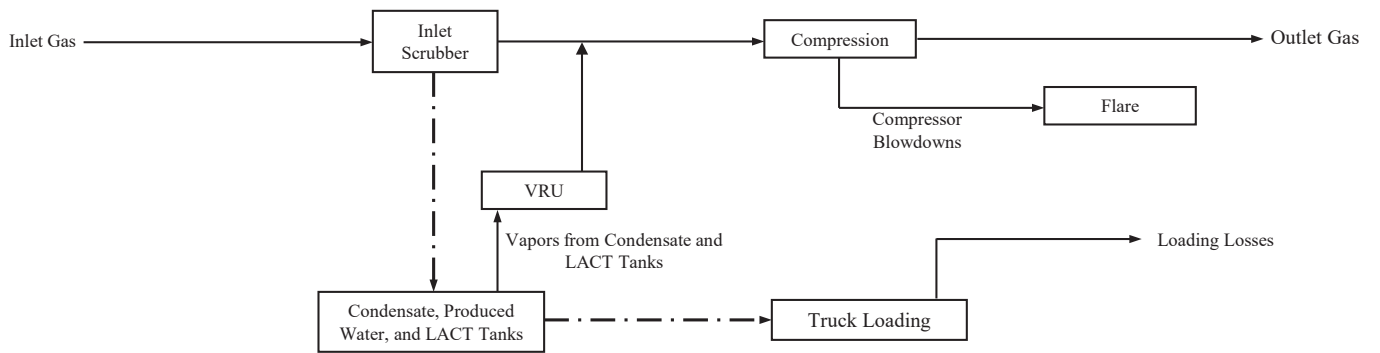 Inlet Gas
Inlet
Scrubber
Compression
Outlet Gas
Flare
Compressor
Blowdowns
VRU
Vapors from Condensate and
LACT Tanks
Loading Losses
Condensate, Produced
Water, and LACT Tanks
Truck Loading